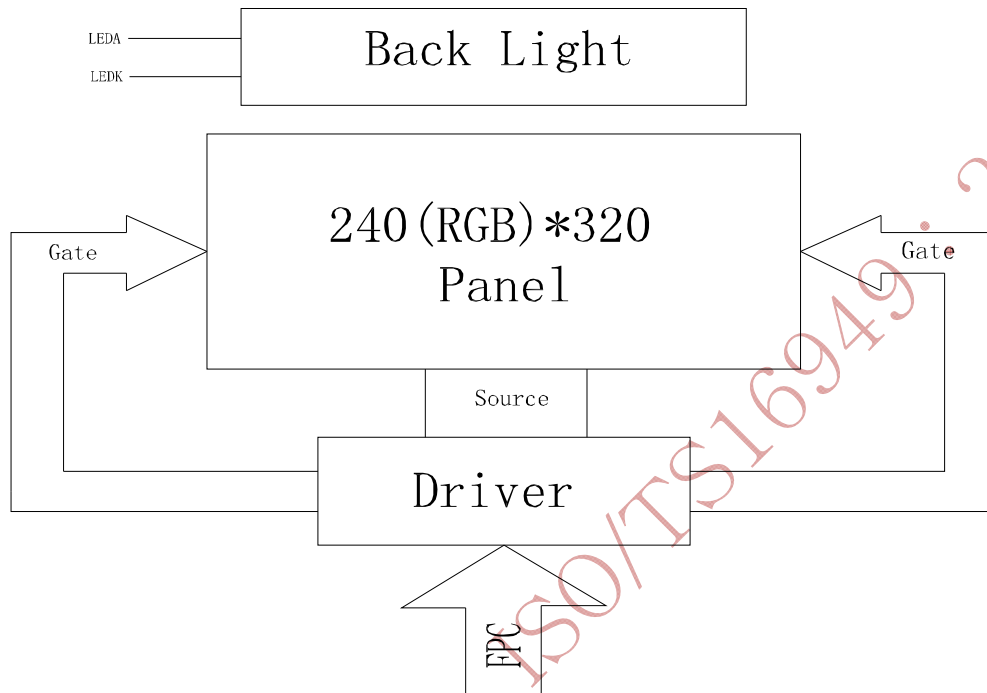 LEDA
LEDK
Back Light
240(RGB)*320
Panel
Gate
Gate
Source
Driver
FPC
ISO/TS16949: